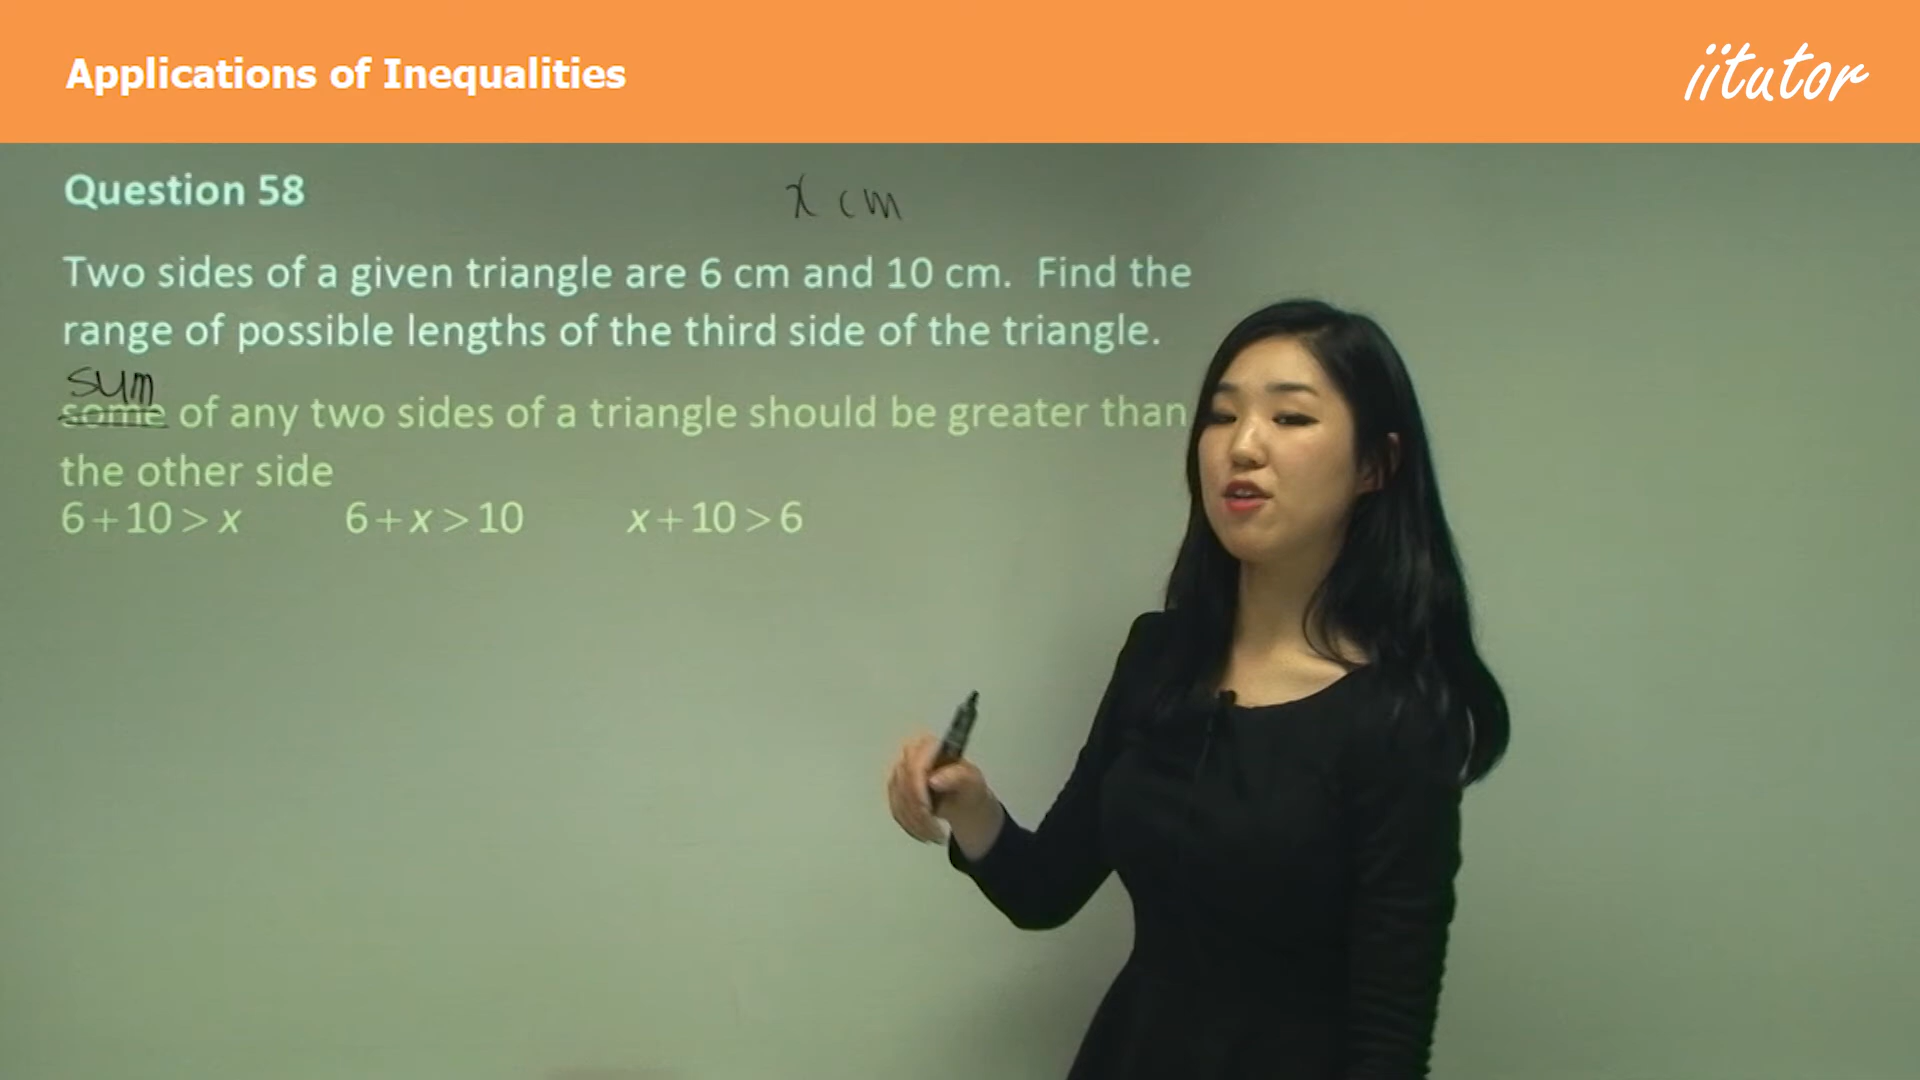 Applications of Inequalities
iitutor
Question 58
x cm
Two sides of a given triangle are 6 cm and 10 cm. Find the
range of possible lengths of the third side of the triangle.
sum
some of any two sides of a triangle should be greater than
the other side
6+10>x 6+x>10 x+10>6